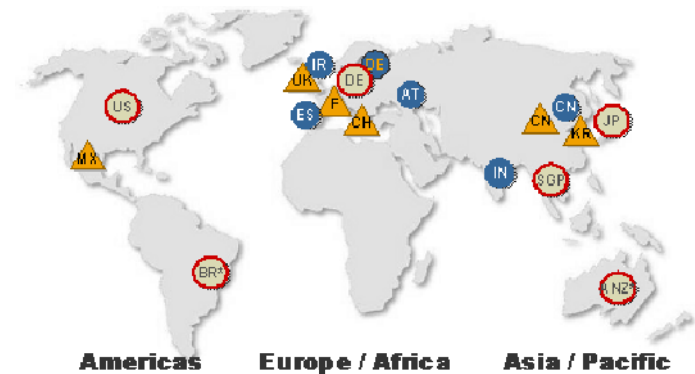 IR
DE
UK
DE
US
F
AT
ES
CH
CN
CN
KR
JP
MX
IN
SGP
BR*
ANZ*
Americas
Europe / Africa
Asia / Pacific